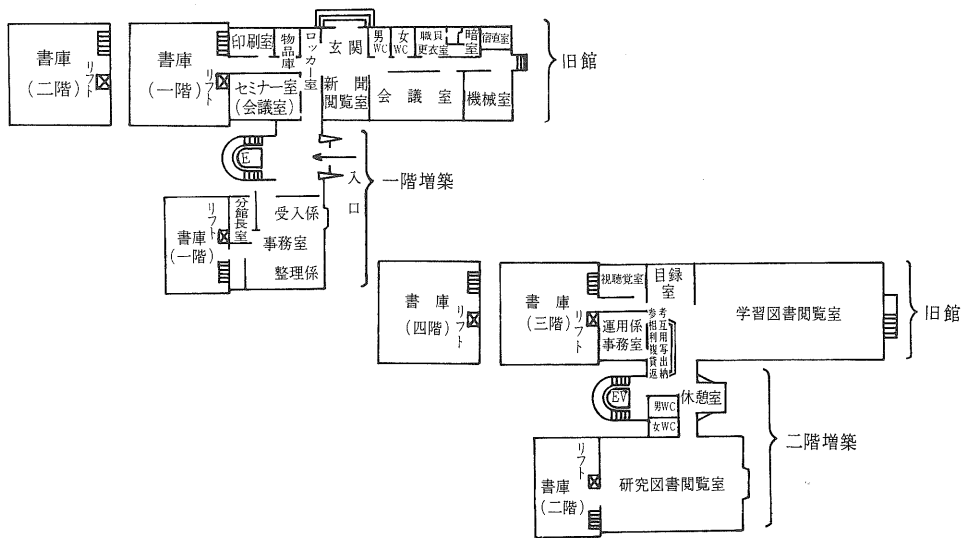 書庫
(二階)
リフト
書庫
(一階)
リフト
印刷室
物品庫
ロッカー室
玄関
男WC
女WC
職員
更衣室
暗室
宿直室
セミナー室
(会議室)
新聞
閲覧室
会議室
機械室
旧館
E
入口
一階増築
リフト
書庫
(一階)
分館長室
受入係
事務室
整理係
書庫
(四階)
リフト
書庫
(三階)
リフト
視聴覚室
目録
室
運用係
事務室
参考
相互
利用
複写
貸出
返納
学習図書閲覧室
旧館
EV
男WC
女WC
休憩室
二階増築
リフト
書庫
(二階)
研究図書閲覧室